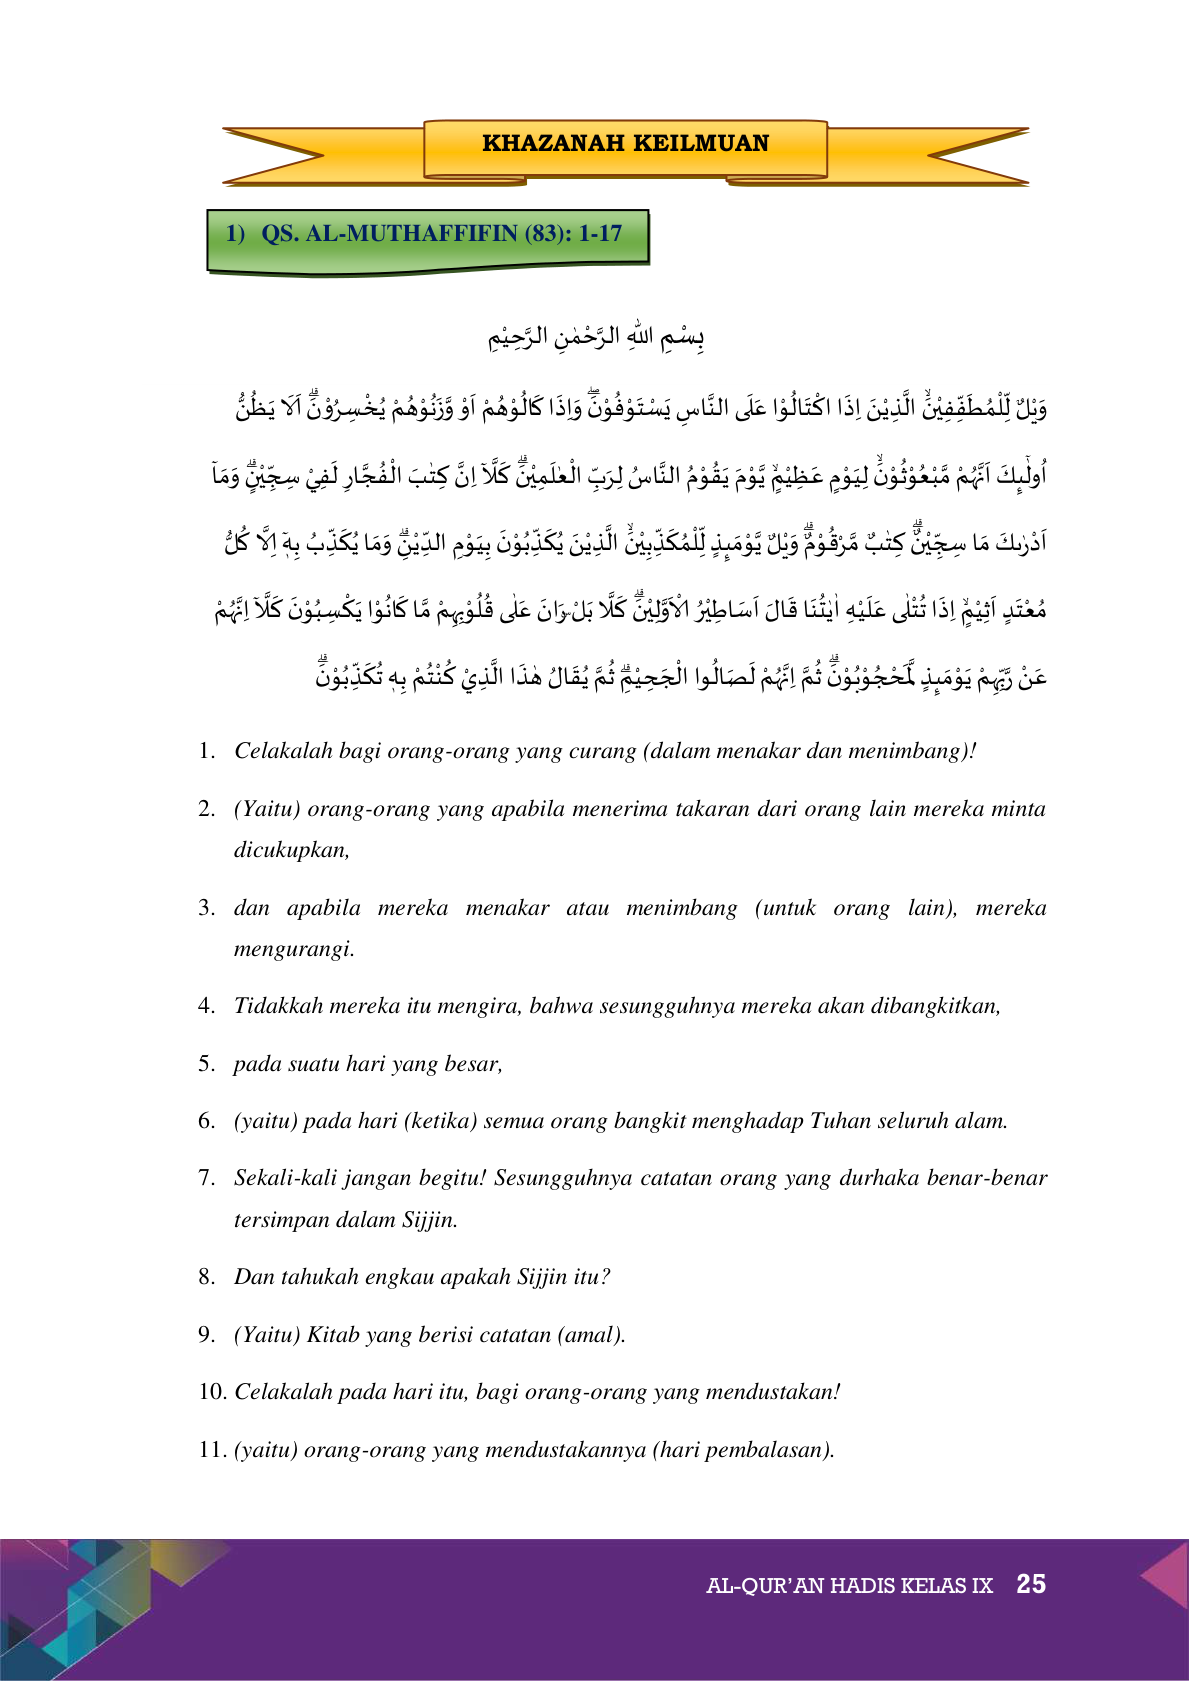 KHAZANAH KEILMUAN
1) QS. AL-MUTHAFFIFIN (83): 1-17
بِسْمِ اللهِ الرَّحْمٰنِ الرَّحِيْمِ
وَيْلٌ لِّلْمُطَفِّفِيْنَۙ الَّذِيْنَ اِذَا اكْتَالُوْا عَلَى النَّاسِ يَسْتَوْفُوْنَۖ وَاِذَا كَالُوْهُمْ اَوْ وَّزَنُوْهُمْ يُخْسِرُوْنَۗ اَلَا يَظُنُّ
اُولٰۤىِٕكَ اَنَّهُمْ مَّبْعُوْثُوْنَۙ لِيَوْمٍ عَظِيْمٍۙ يَّوْمَ يَقُوْمُ النَّاسُ لِرَبِّ الْعٰلَمِيْنَۗ كَلَّآ اِنَّ كِتٰبَ الْفُجَّارِ لَفِيْ سِجِّيْنٍۗ وَمَآ
اَدْرٰىكَ مَا سِجِّيْنٌۗ كِتٰبٌ مَّرْقُوْمٌۗ وَيْلٌ يَّوْمَىِٕذٍ لِّلْمُكَذِّبِيْنَۙ الَّذِيْنَ يُكَذِّبُوْنَ بِيَوْمِ الدِّيْنِۗ وَمَا يُكَذِّبُ بِهٖٓ اِلَّا كُلُّ
مُعْتَدٍ اَثِيْمٍۙ اِذَا تُتْلٰى عَلَيْهِ اٰيٰتُنَا قَالَ اَسَاطِيْرُ الْاَوَّلِيْنَۗ كَلَّا بَلْ ۜرَانَ عَلٰى قُلُوْبِهِمْ مَّا كَانُوْا يَكْسِبُوْنَ كَلَّآ اِنَّهُمْ
عَنْ رَّبِّهِمْ يَوْمَىِٕذٍ لَّمَحْجُوْبُوْنَۗ ثُمَّ اِنَّهُمْ لَصَالُوا الْجَحِيْمِۗ ثُمَّ يُقَالُ هٰذَا الَّذِيْ كُنْتُمْ بِهٖ تُكَذِّبُوْنَۗ
1. Celakalah bagi orang-orang yang curang (dalam menakar dan menimbang)!
2. (Yaitu) orang-orang yang apabila menerima takaran dari orang lain mereka minta
dicukupkan,
3. dan apabila mereka menakar atau menimbang (untuk orang lain), mereka
mengurangi.
4. Tidakkah mereka itu mengira, bahwa sesungguhnya mereka akan dibangkitkan,
5. pada suatu hari yang besar,
6. (yaitu) pada hari (ketika) semua orang bangkit menghadap Tuhan seluruh alam.
7. Sekali-kali jangan begitu! Sesungguhnya catatan orang yang durhaka benar-benar
tersimpan dalam Sijjin.
8. Dan tahukah engkau apakah Sijjin itu?
9. (Yaitu) Kitab yang berisi catatan (amal).
10. Celakalah pada hari itu, bagi orang-orang yang mendustakan!
11. (yaitu) orang-orang yang mendustakannya (hari pembalasan).
AL-QUR’AN HADIS KELAS IX 25